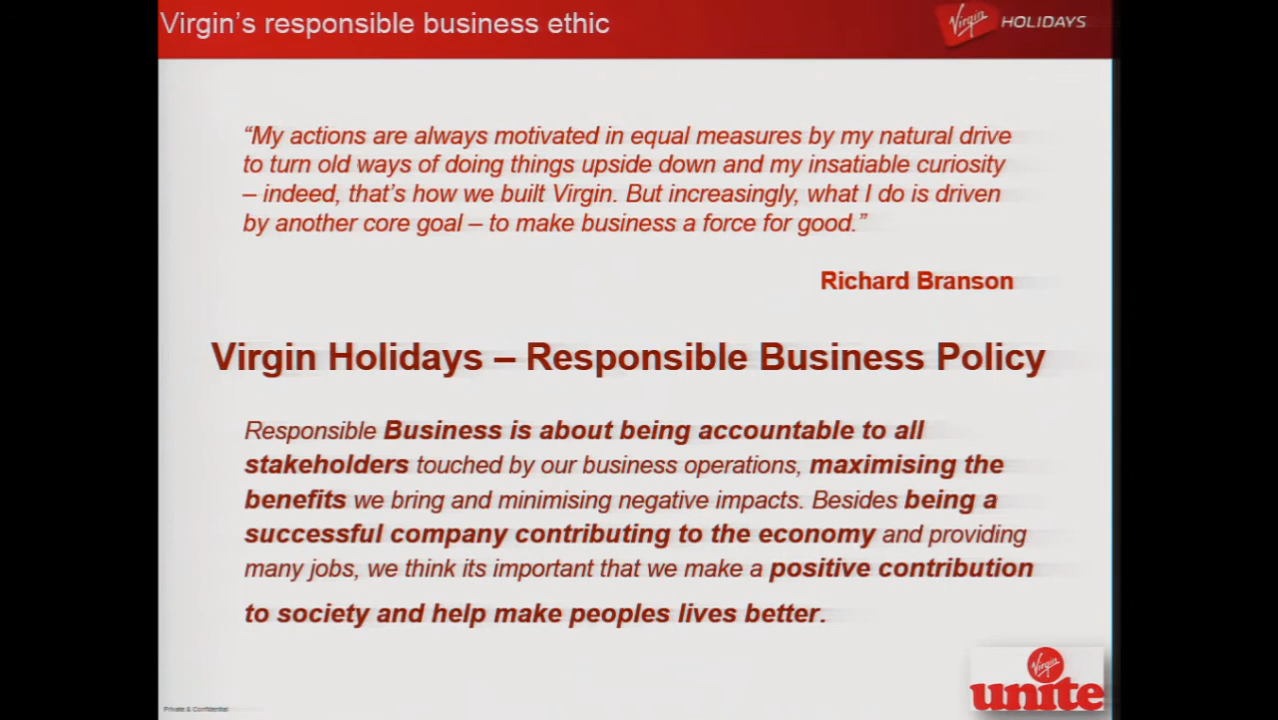 Virgin's responsible business ethic
Virgin HOLIDAYS
“My actions are always motivated in equal measures by my natural drive
to turn old ways of doing things upside down and my insatiable curiosity
– indeed, that's how we built Virgin. But increasingly, what I do is driven
by another core goal – to make business a force for good.”
Richard Branson
Virgin Holidays – Responsible Business Policy
Responsible Business is about being accountable to all
stakeholders touched by our business operations, maximising the
benefits we bring and minimising negative impacts. Besides being a
successful company contributing to the economy and providing
many jobs, we think its important that we make a positive contribution
to society and help make peoples lives better.
Virgin
unite
Private & Confidential